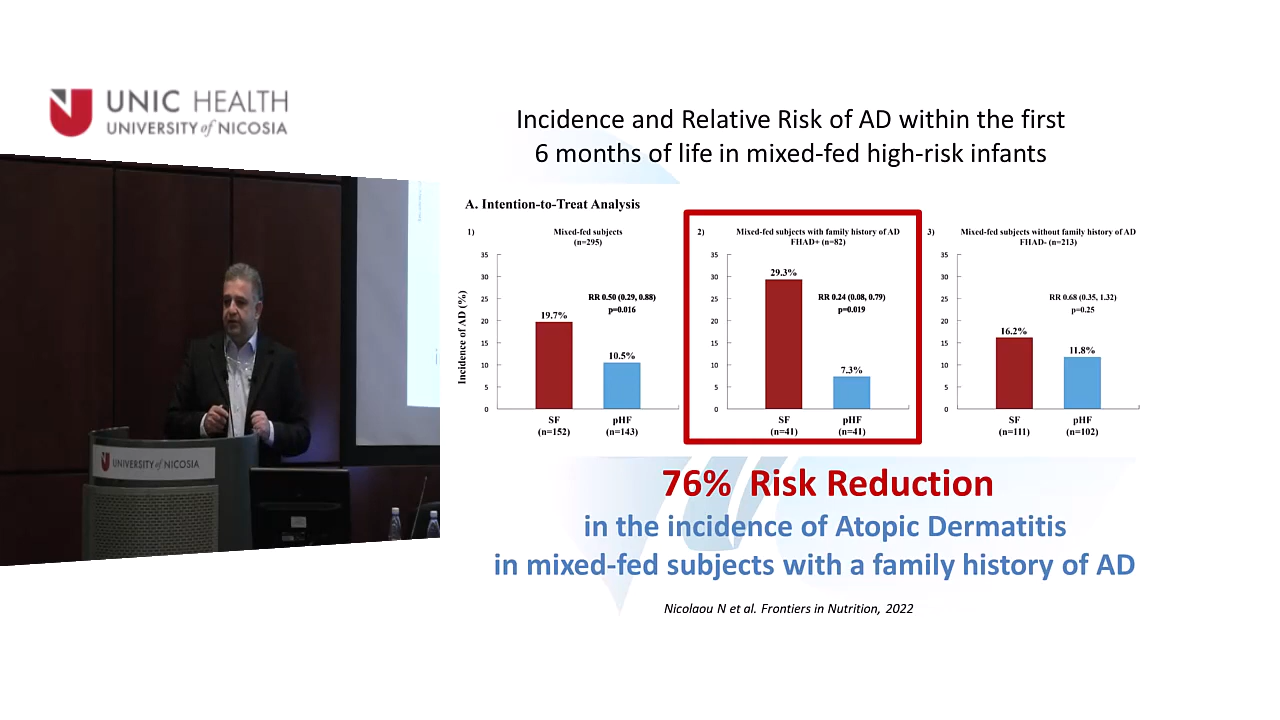 UNIC HEALTH
UNIVERSITY of NICOSIA
Incidence and Relative Risk of AD within the first
6 months of life in mixed-fed high-risk infants
A. Intention-to-Treat Analysis
1)
Mixed-fed subjects
(n=295)
Incidence of AD (%)
35
30
25
20
15
10
5
0
RR 0.50 (0.29, 0.88)
p=0.016
19.7%
10.5%
SF
(n=152)
pHF
(n=143)
2)
Mixed-fed subjects with family history of AD
FHAD+ (n=82)
35
30
25
20
15
10
5
0
29.3%
RR 0.24 (0.08, 0.79)
p=0.019
7.3%
SF
(n=41)
pHF
(n=41)
3)
Mixed-fed subjects without family history of AD
FHAD- (n=213)
35
30
25
20
15
10
5
0
RR 0.68 (0.35, 1.32)
p=0.25
16.2%
11.8%
SF
(n=111)
pHF
(n=102)
76% Risk Reduction
in the incidence of Atopic Dermatitis
in mixed-fed subjects with a family history of AD
Nicolaou N et al. Frontiers in Nutrition, 2022
UNIVERSITY of NICOSIA